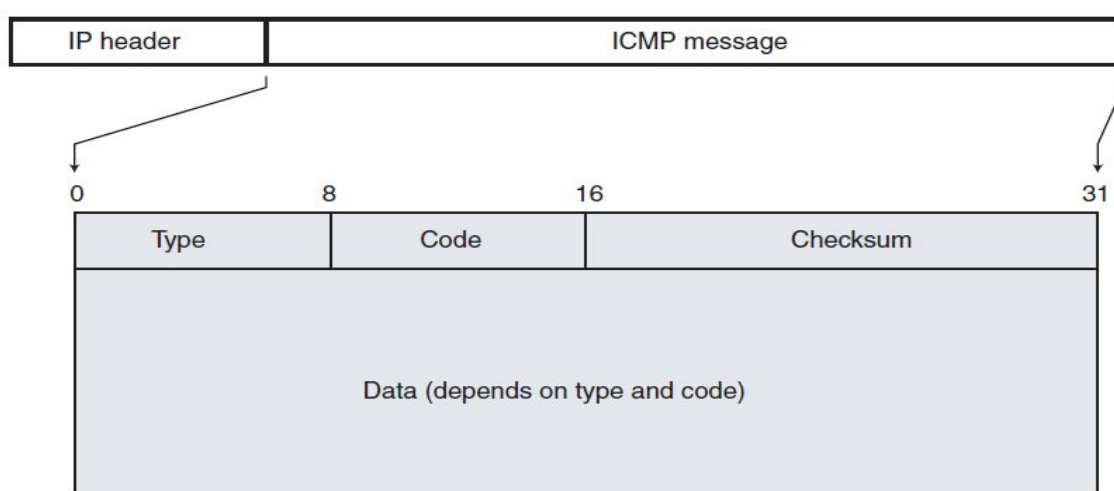 IP header ICMP message
0 8 16 31
Type Code Checksum
Data (depends on type and code)